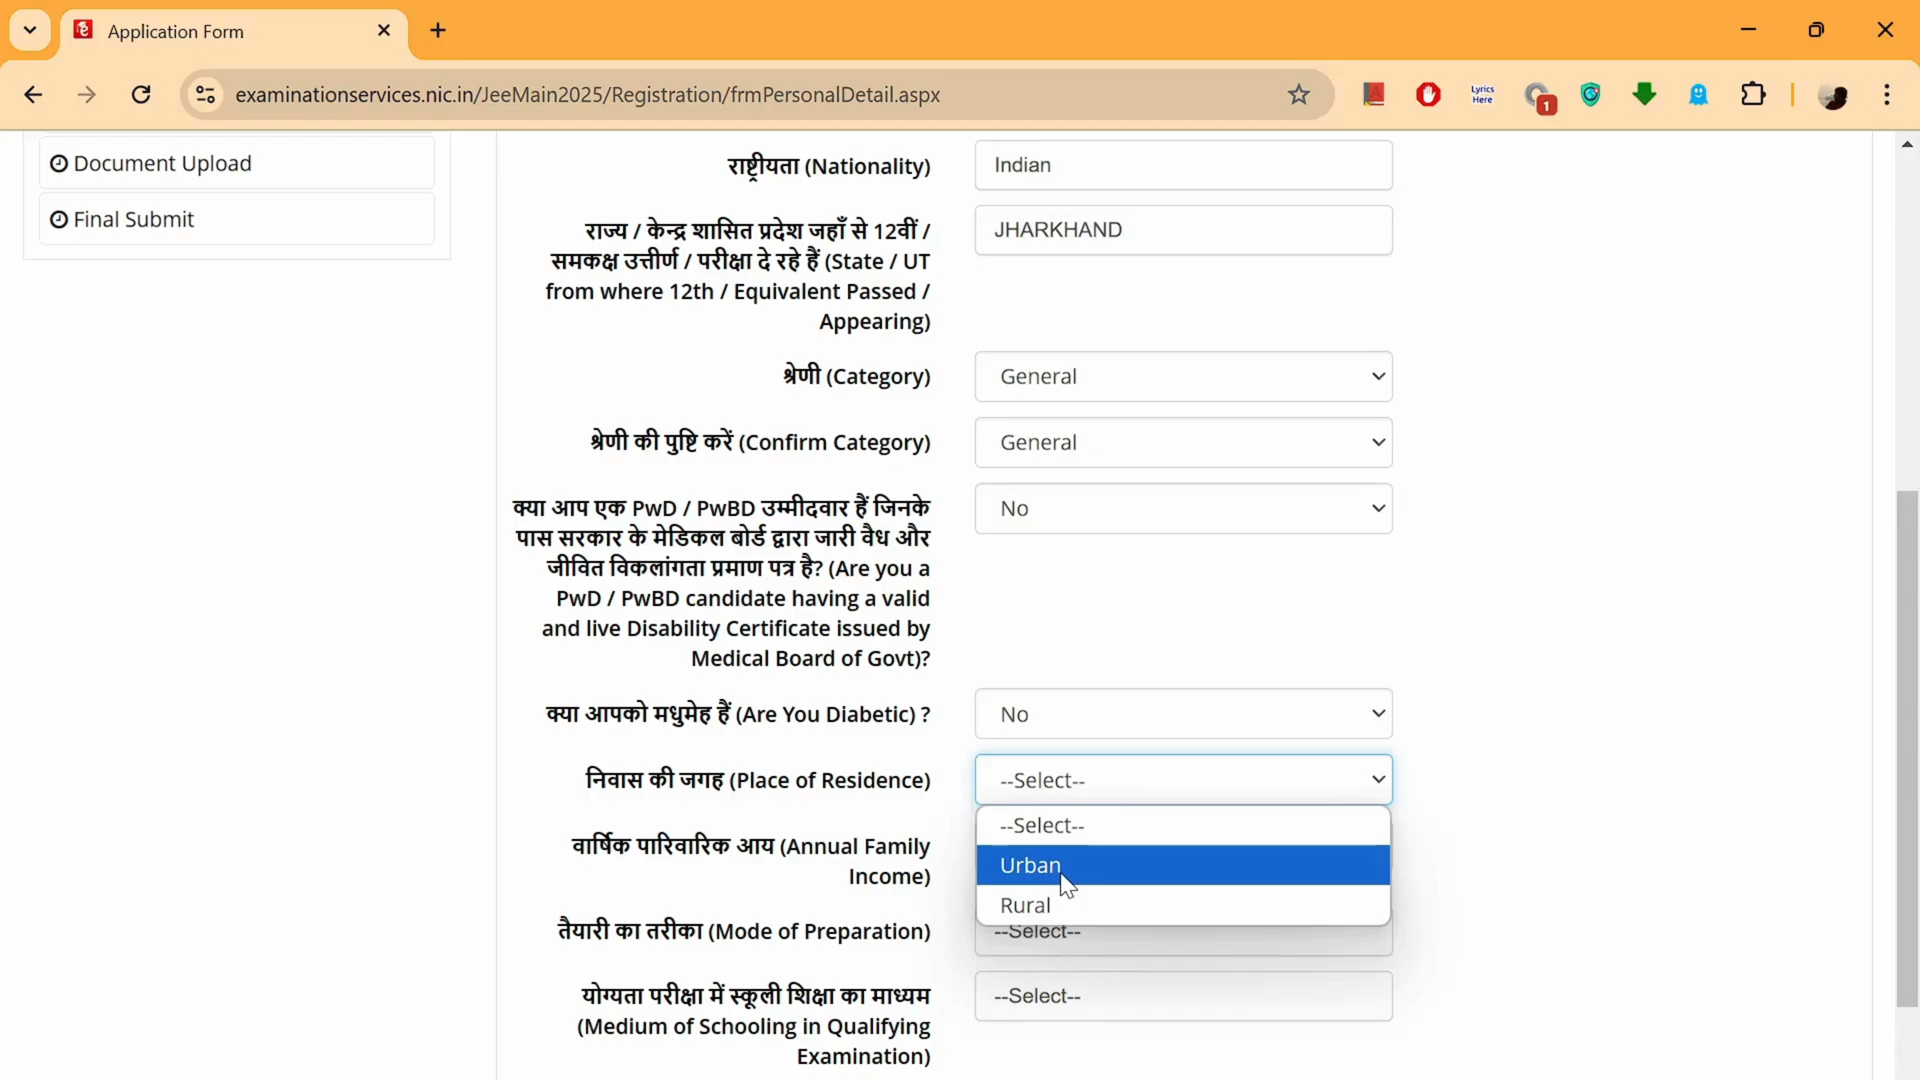 Application Form
examinationservices.nic.in/JeeMain2025/Registration/frmPersonalDetail.aspx
Lyrics
Here
1
Document Upload
Final Submit
राष्ट्रीयता (Nationality)
Indian
राज्य / केन्द्र शासित प्रदेश जहाँ से 12वीं /
समकक्ष उत्तीर्ण / परीक्षा दे रहे हैं (State / UT
from where 12th / Equivalent Passed /
Appearing)
JHARKHAND
श्रेणी (Category)
General
श्रेणी की पुष्टि करें (Confirm Category)
General
क्या आप एक PwD / PwBD उम्मीदवार हैं जिनके
पास सरकार के मेडिकल बोर्ड द्वारा जारी वैध और
जीवित विकलांगता प्रमाण पत्र है? (Are you a
PwD / PwBD candidate having a valid
and live Disability Certificate issued by
Medical Board of Govt)?
No
क्या आपको मधुमेह हैं (Are You Diabetic) ?
No
निवास की जगह (Place of Residence)
--Select--
--Select--
Urban
Rural
वार्षिक पारिवारिक आय (Annual Family
Income)
तैयारी का तरीका (Mode of Preparation)
--Select--
योग्यता परीक्षा में स्कूली शिक्षा का माध्यम
(Medium of Schooling in Qualifying
Examination)
--Select--